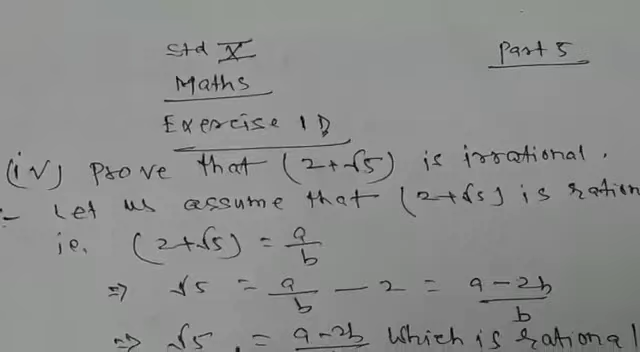 Std X
Part 5
Maths
Exercise 1D
(iv) Prove that (2+√5) is irrational.
:- Let us assume that (2+√5) is ration
ie. (2+√5) = a/b
⇒ √5 = a/b - 2 = a-2b/b
⇒ √5 = a-2b which is rational